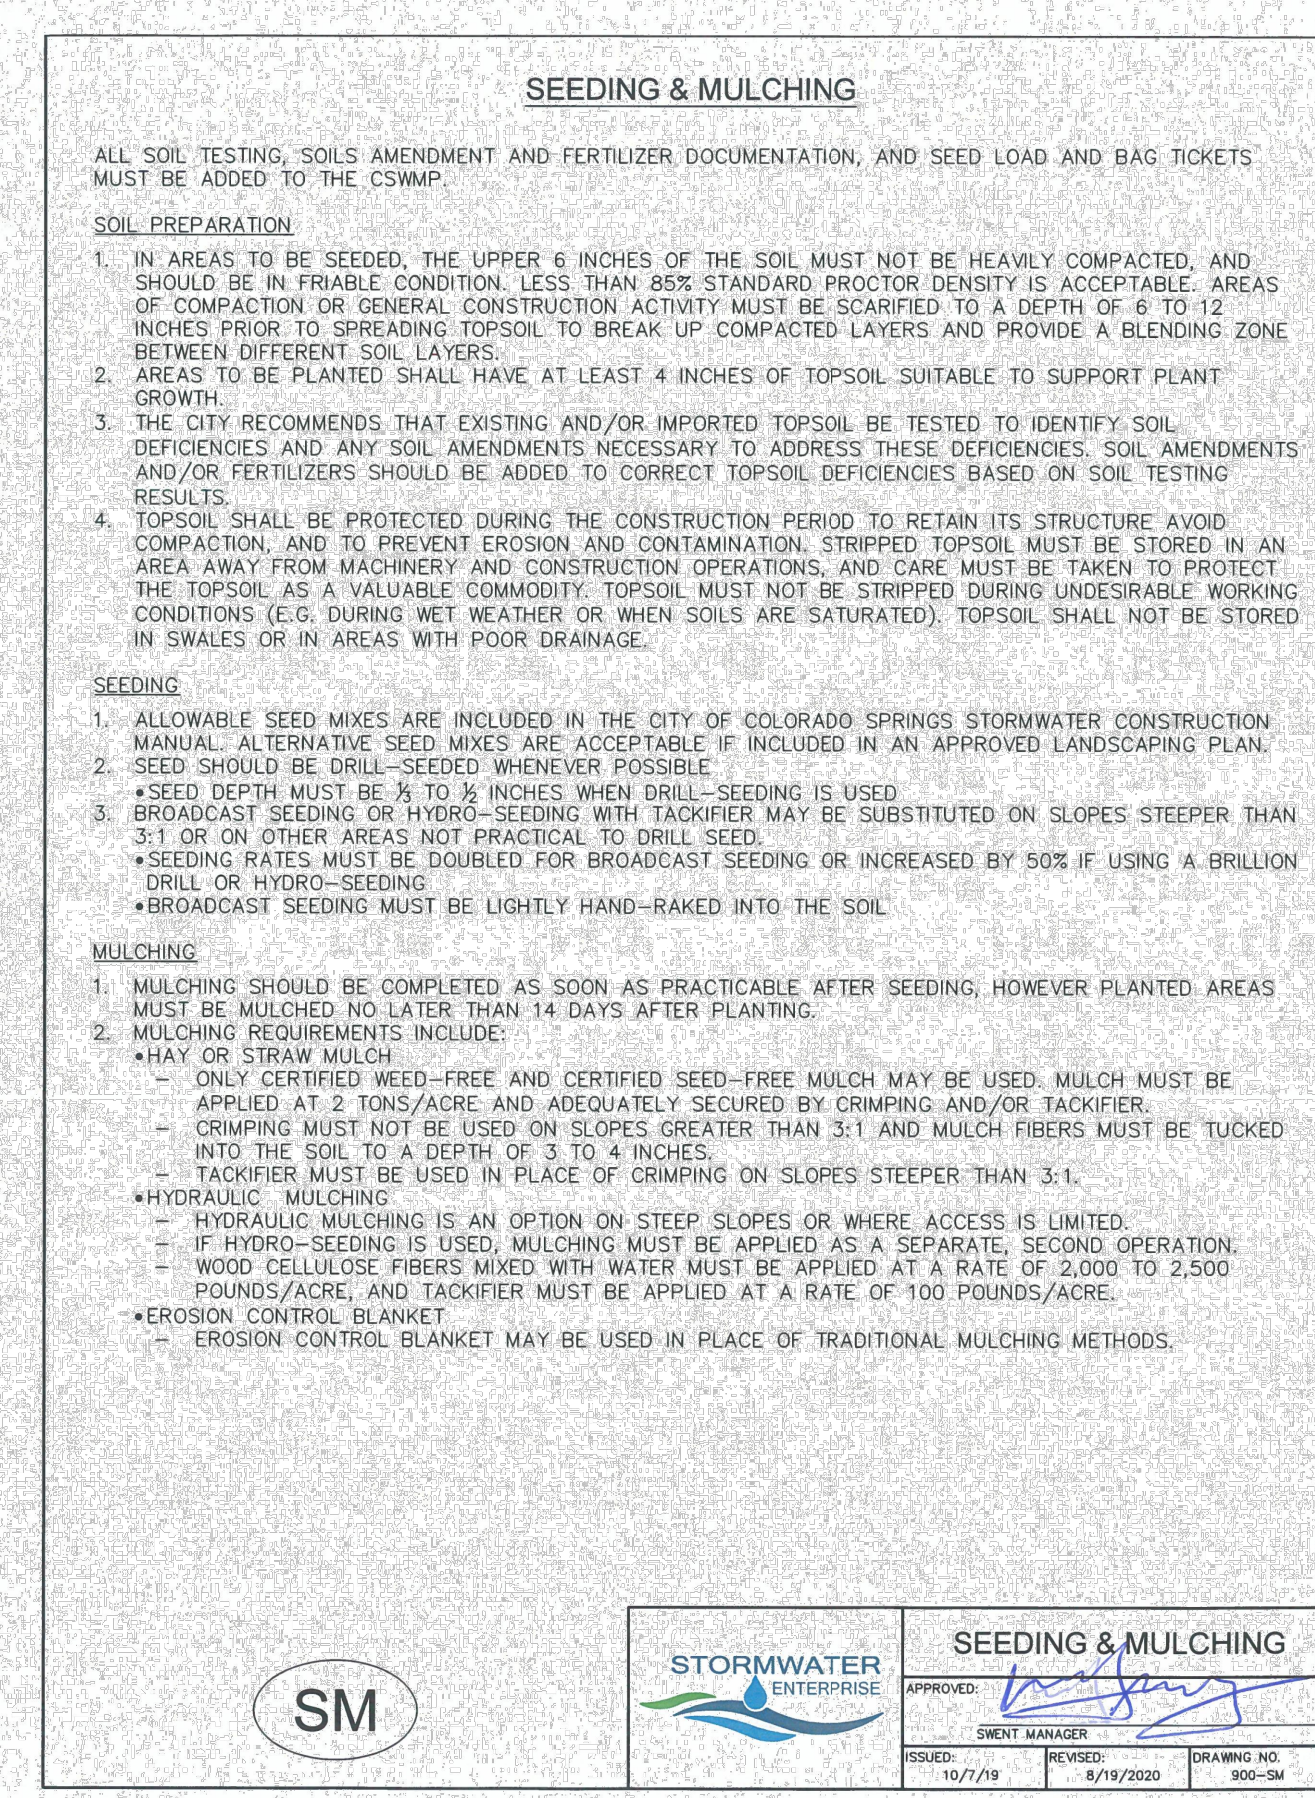 SEEDING & MULCHING
ALL SOIL TESTING, SOILS AMENDMENT AND FERTILIZER DOCUMENTATION, AND SEED LOAD AND BAG TICKETS
MUST BE ADDED TO THE CSWMP.
SOIL PREPARATION
1. IN AREAS TO BE SEEDED, THE UPPER 6 INCHES OF THE SOIL MUST NOT BE HEAVILY COMPACTED, AND
SHOULD BE IN FRIABLE CONDITION. LESS THAN 85% STANDARD PROCTOR DENSITY IS ACCEPTABLE. AREAS
OF COMPACTION OR GENERAL CONSTRUCTION ACTIVITY MUST BE SCARIFIED TO A DEPTH OF 6 TO 12
INCHES PRIOR TO SPREADING TOPSOIL TO BREAK UP COMPACTED LAYERS AND PROVIDE A BLENDING ZONE
BETWEEN DIFFERENT SOIL LAYERS.
2. AREAS TO BE PLANTED SHALL HAVE AT LEAST 4 INCHES OF TOPSOIL SUITABLE TO SUPPORT PLANT
GROWTH.
3. THE CITY RECOMMENDS THAT EXISTING AND/OR IMPORTED TOPSOIL BE TESTED TO IDENTIFY SOIL
DEFICIENCIES AND ANY SOIL AMENDMENTS NECESSARY TO ADDRESS THESE DEFICIENCIES. SOIL AMENDMENTS
AND/OR FERTILIZERS SHOULD BE ADDED TO CORRECT TOPSOIL DEFICIENCIES BASED ON SOIL TESTING
RESULTS.
4. TOPSOIL SHALL BE PROTECTED DURING THE CONSTRUCTION PERIOD TO RETAIN ITS STRUCTURE AVOID
COMPACTION, AND TO PREVENT EROSION AND CONTAMINATION. STRIPPED TOPSOIL MUST BE STORED IN AN
AREA AWAY FROM MACHINERY AND CONSTRUCTION OPERATIONS, AND CARE MUST BE TAKEN TO PROTECT
THE TOPSOIL AS A VALUABLE COMMODITY. TOPSOIL MUST NOT BE STRIPPED DURING UNDESIRABLE WORKING
CONDITIONS (E.G. DURING WET WEATHER OR WHEN SOILS ARE SATURATED). TOPSOIL SHALL NOT BE STORED
IN SWALES OR IN AREAS WITH POOR DRAINAGE.
SEEDING
1. ALLOWABLE SEED MIXES ARE INCLUDED IN THE CITY OF COLORADO SPRINGS STORMWATER CONSTRUCTION
MANUAL. ALTERNATIVE SEED MIXES ARE ACCEPTABLE IF INCLUDED IN AN APPROVED LANDSCAPING PLAN.
2. SEED SHOULD BE DRILL-SEEDED WHENEVER POSSIBLE
•SEED DEPTH MUST BE ⅓ TO ½ INCHES WHEN DRILL-SEEDING IS USED
3. BROADCAST SEEDING OR HYDRO-SEEDING WITH TACKIFIER MAY BE SUBSTITUTED ON SLOPES STEEPER THAN
3:1 OR ON OTHER AREAS NOT PRACTICAL TO DRILL SEED.
•SEEDING RATES MUST BE DOUBLED FOR BROADCAST SEEDING OR INCREASED BY 50% IF USING A BRILLION
DRILL OR HYDRO-SEEDING
•BROADCAST SEEDING MUST BE LIGHTLY HAND-RAKED INTO THE SOIL
MULCHING
1. MULCHING SHOULD BE COMPLETED AS SOON AS PRACTICABLE AFTER SEEDING, HOWEVER PLANTED AREAS
MUST BE MULCHED NO LATER THAN 14 DAYS AFTER PLANTING.
2. MULCHING REQUIREMENTS INCLUDE:
•HAY OR STRAW MULCH
– ONLY CERTIFIED WEED-FREE AND CERTIFIED SEED-FREE MULCH MAY BE USED. MULCH MUST BE
APPLIED AT 2 TONS/ACRE AND ADEQUATELY SECURED BY CRIMPING AND/OR TACKIFIER.
– CRIMPING MUST NOT BE USED ON SLOPES GREATER THAN 3:1 AND MULCH FIBERS MUST BE TUCKED
INTO THE SOIL TO A DEPTH OF 3 TO 4 INCHES.
– TACKIFIER MUST BE USED IN PLACE OF CRIMPING ON SLOPES STEEPER THAN 3:1.
•HYDRAULIC MULCHING
– HYDRAULIC MULCHING IS AN OPTION ON STEEP SLOPES OR WHERE ACCESS IS LIMITED.
– IF HYDRO-SEEDING IS USED, MULCHING MUST BE APPLIED AS A SEPARATE, SECOND OPERATION.
– WOOD CELLULOSE FIBERS MIXED WITH WATER MUST BE APPLIED AT A RATE OF 2,000 TO 2,500
POUNDS/ACRE, AND TACKIFIER MUST BE APPLIED AT A RATE OF 100 POUNDS/ACRE.
•EROSION CONTROL BLANKET
– EROSION CONTROL BLANKET MAY BE USED IN PLACE OF TRADITIONAL MULCHING METHODS.
SM
STORMWATER
ENTERPRISE
SEEDING & MULCHING
APPROVED:
SWENT MANAGER
ISSUED:
10/7/19
REVISED:
8/19/2020
DRAWING NO.
900-SM